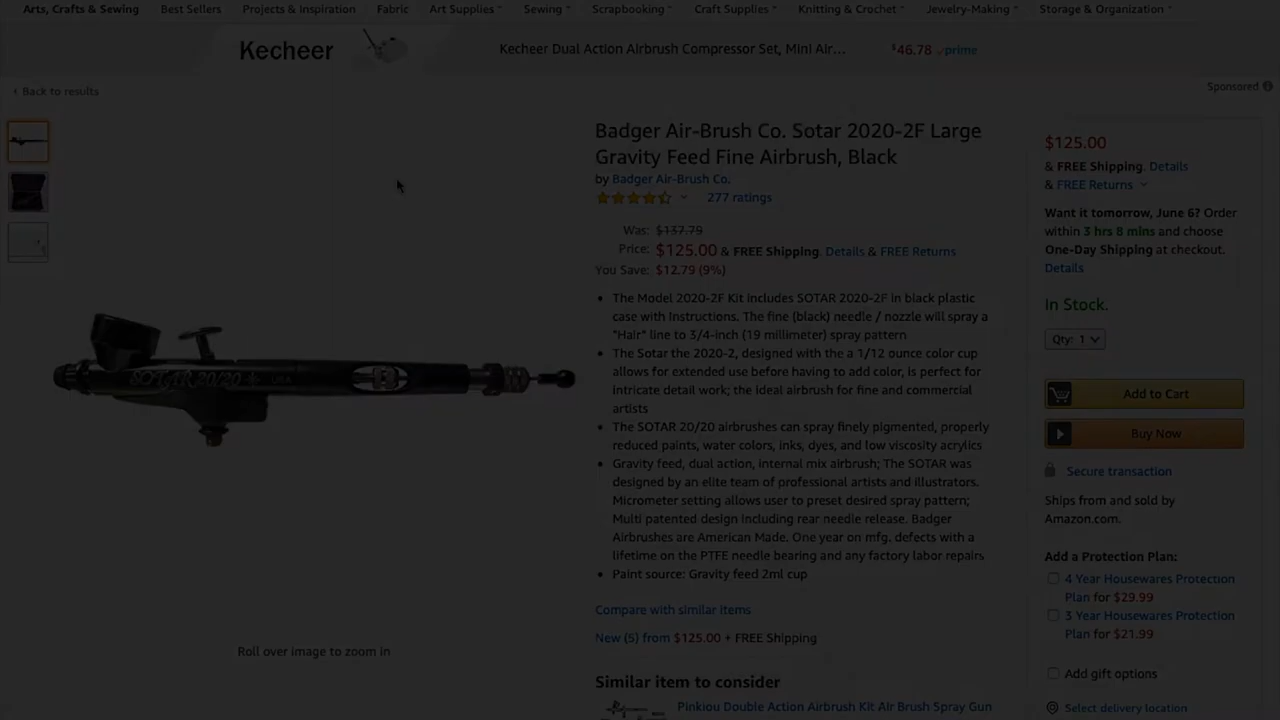 Arts, Crafts & Sewing Best Sellers Projects & Inspiration Fabric Art Supplies Sewing Scrapbooking Craft Supplies Knitting & Crochet Jewelry-Making Storage & Organization
Kecheer Kecheer Dual Action Airbrush Compressor Set, Mini Air... $46.78 prime
Sponsored
‹ Back to results
Badger Air-Brush Co. Sotar 2020-2F Large
Gravity Feed Fine Airbrush, Black
by Badger Air-Brush Co.
277 ratings
Was: $137.79
Price: $125.00 & FREE Shipping. Details & FREE Returns
You Save: $12.79 (9%)
• The Model 2020-2F Kit includes SOTAR 2020-2F in black plastic
case with instructions. The fine (black) needle / nozzle will spray a
"Hair" line to 3/4-inch (19 millimeter) spray pattern
• The Sotar the 2020-2, designed with the a 1/12 ounce color cup
allows for extended use before having to add color, is perfect for
intricate detail work; the ideal airbrush for fine and commercial
artists
• The SOTAR 20/20 airbrushes can spray finely pigmented, properly
reduced paints, water colors, inks, dyes, and low viscosity acrylics
• Gravity feed, dual action, internal mix airbrush; The SOTAR was
designed by an elite team of professional artists and illustrators.
Micrometer setting allows user to preset desired spray pattern;
Multi patented design including rear needle release. Badger
Airbrushes are American Made. One year on mfg. defects with a
lifetime on the PTFE needle bearing and any factory labor repairs
• Paint source: Gravity feed 2ml cup
Compare with similar items
New (5) from $125.00 + FREE Shipping
Similar item to consider
Pinkiou Double Action Airbrush Kit Air Brush Spray Gun
SOTAR 20/20 USA
Roll over image to zoom in
$125.00
& FREE Shipping. Details
& FREE Returns
Want it tomorrow, June 6? Order
within 3 hrs 8 mins and choose
One-Day Shipping at checkout.
Details
In Stock.
Qty: 1
Add to Cart
Buy Now
Secure transaction
Ships from and sold by
Amazon.com.
Add a Protection Plan:
4 Year Housewares Protection
Plan for $29.99
3 Year Housewares Protection
Plan for $21.99
Add gift options
Select delivery location